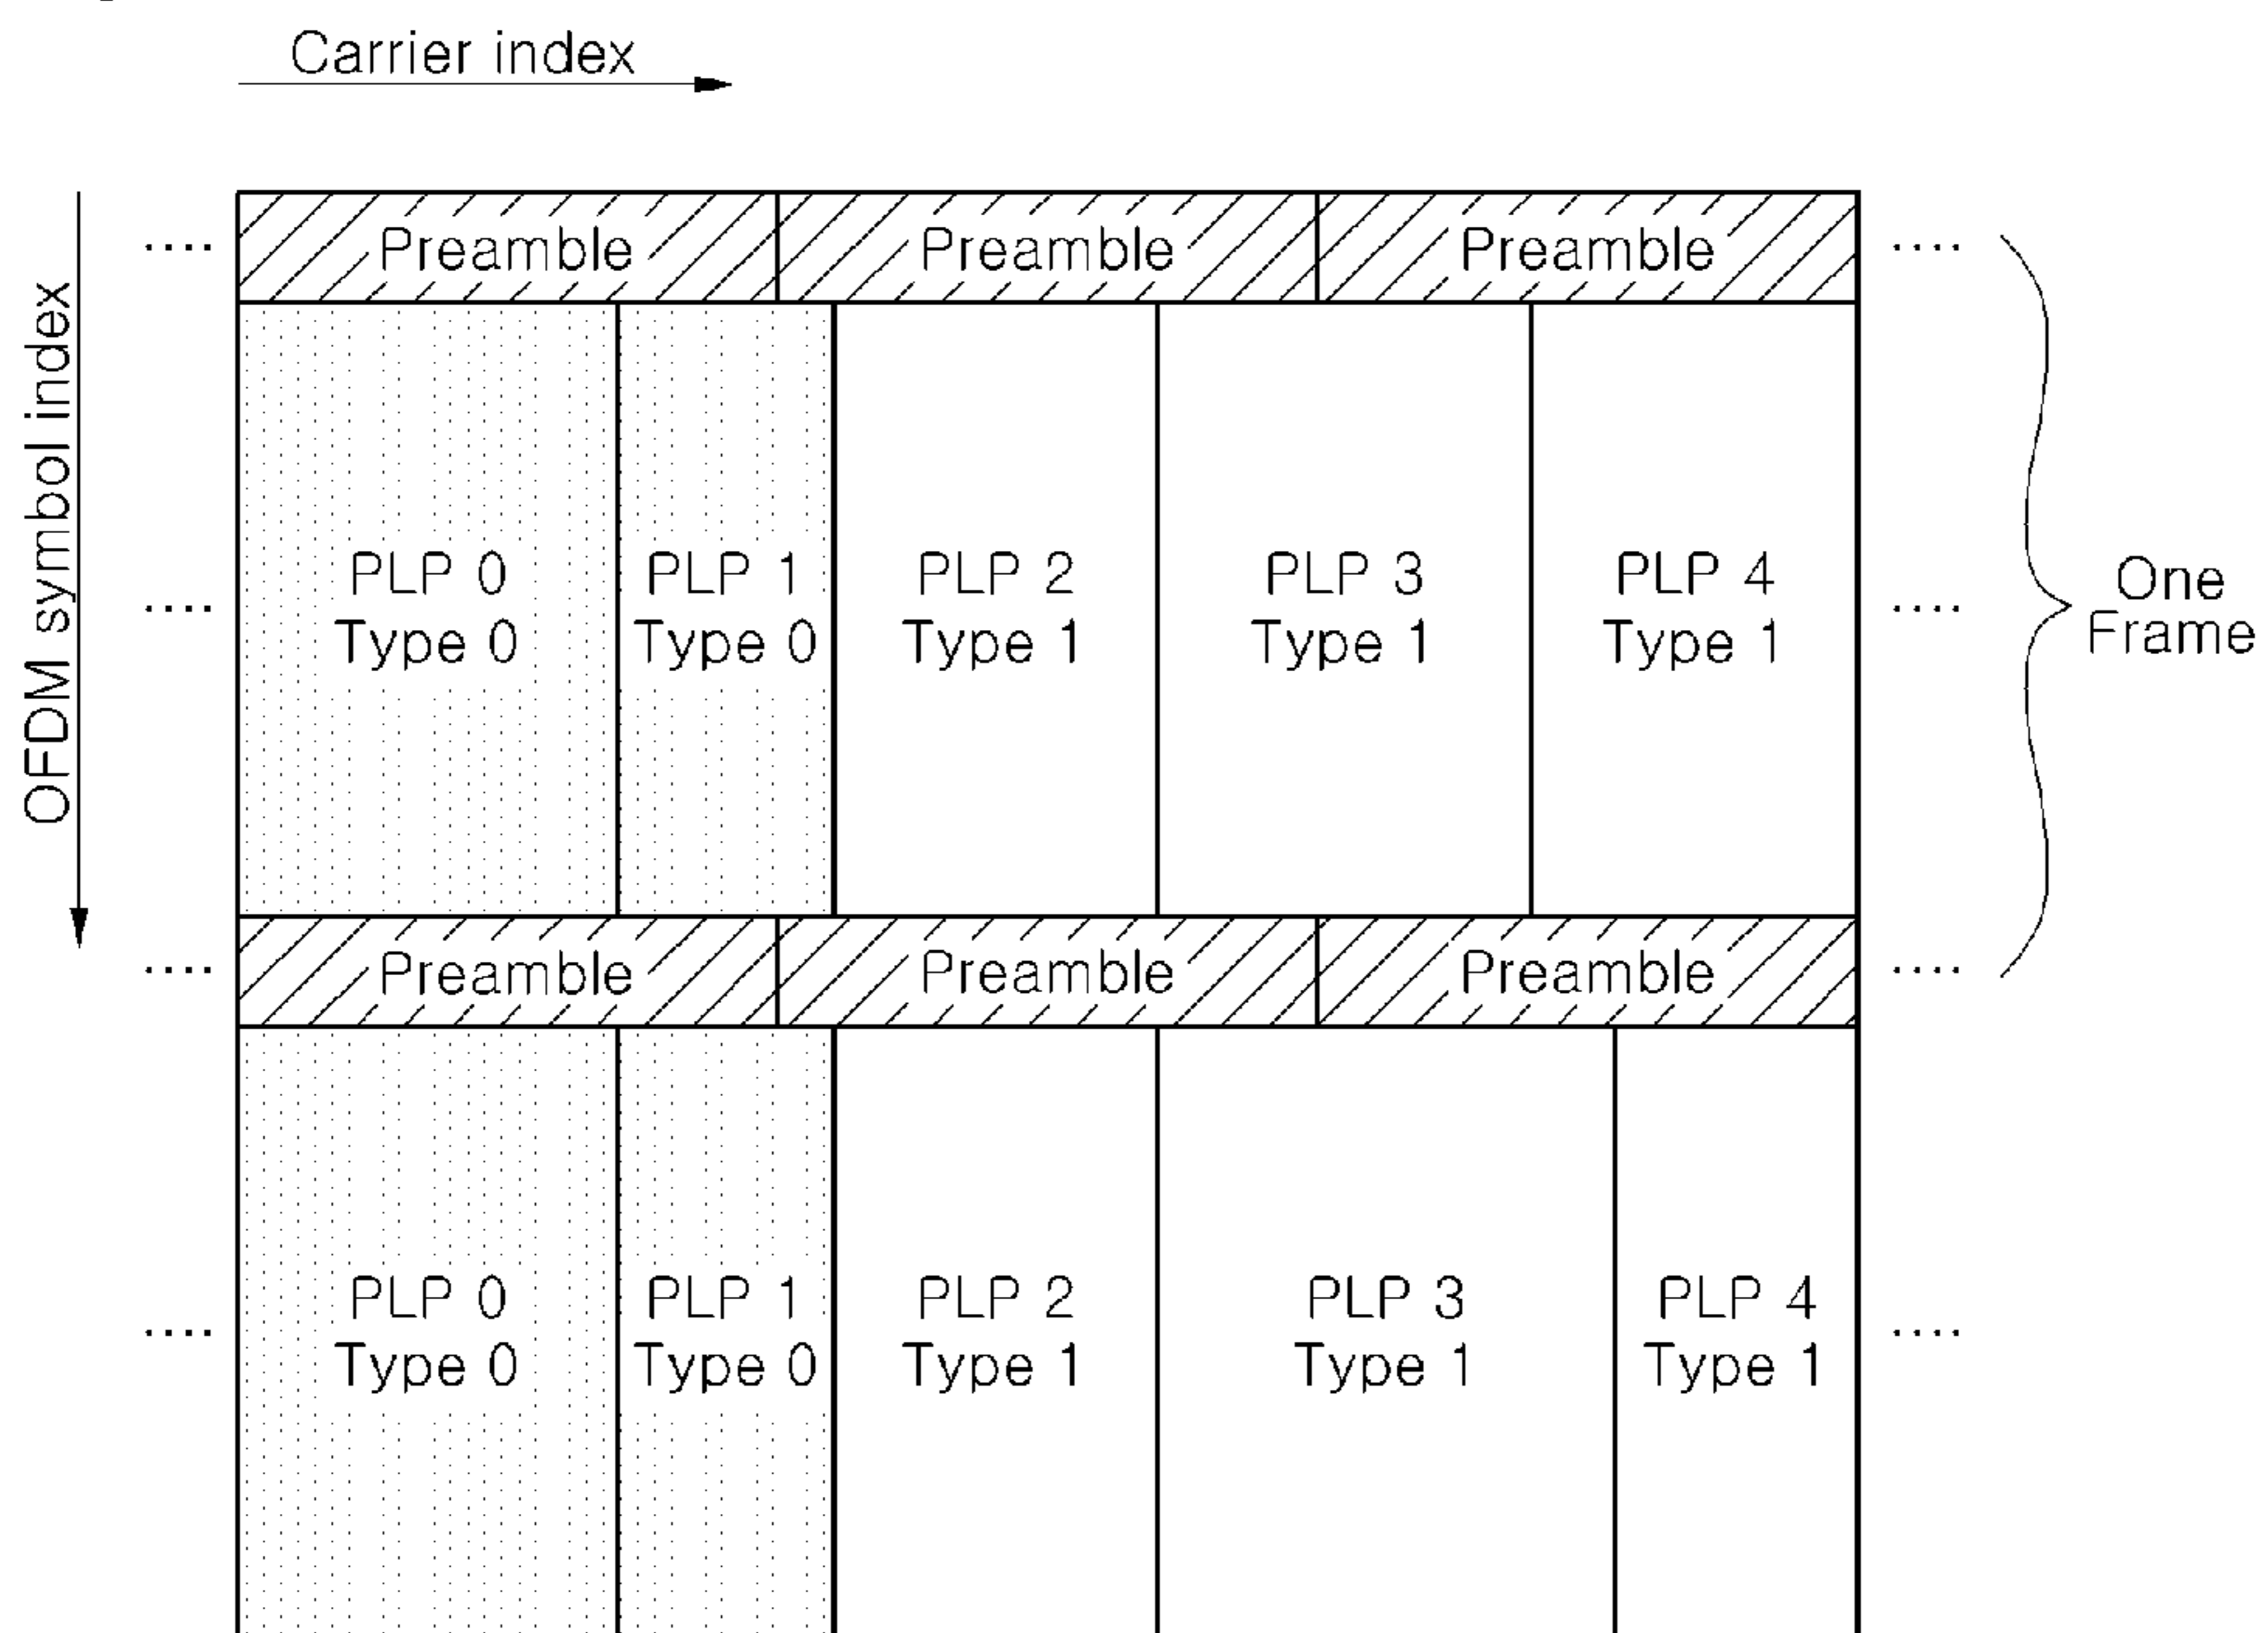 Carrier index
OFDM symbol index
.... Preamble Preamble Preamble ....
.... PLP 0 PLP 1 PLP 2 PLP 3 PLP 4 ....
Type 0 Type 0 Type 1 Type 1 Type 1
One
Frame
.... Preamble Preamble Preamble ....
.... PLP 0 PLP 1 PLP 2 PLP 3 PLP 4 ....
Type 0 Type 0 Type 1 Type 1 Type 1